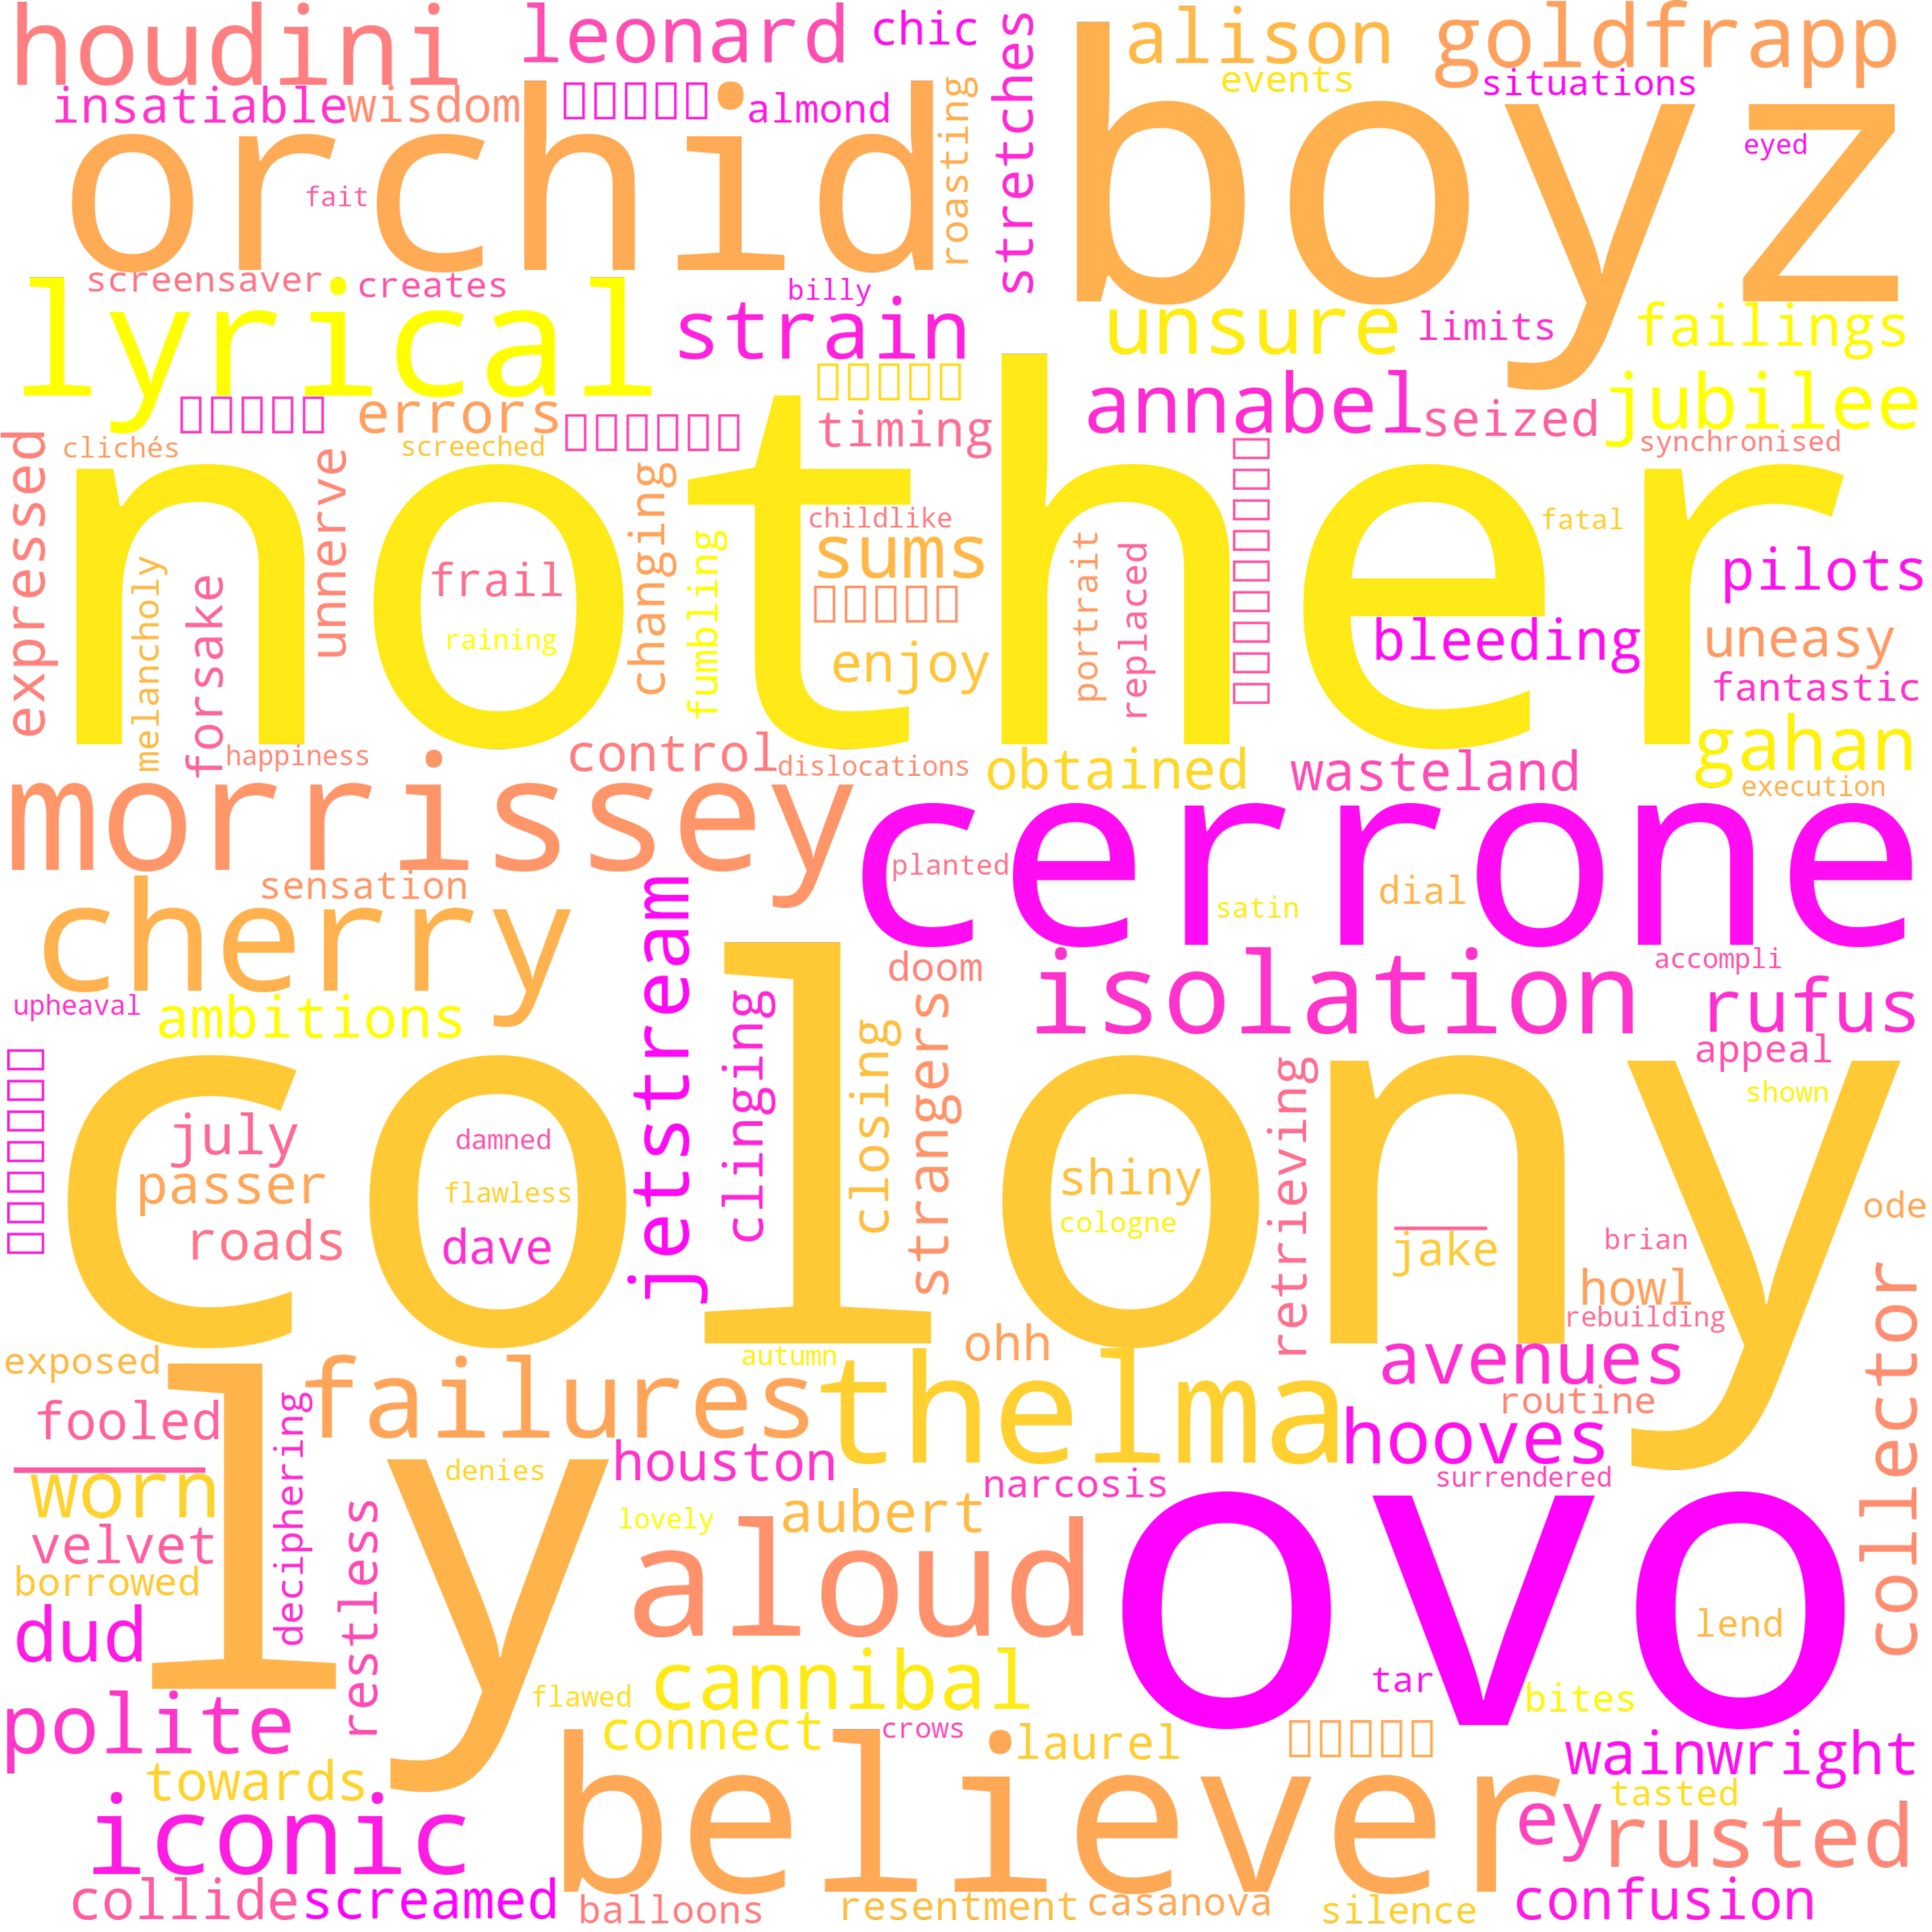 houdini
leonard
chic
stretches
alison
goldfrapp
insatiable
wisdom
almond
roasting
events
situations
orchid
boyz
eyed
fait
screensaver
creates
billy
lyrical
strain
unsure
limits
failings
errors
timing
annabel
seized
jubilee
clichés
screeched
synchronised
expressed
unnerve
changing
nother
childlike
fatal
frail
fumbling
sums
portrait
replaced
pilots
melancholy
forsake
raining
enjoy
bleeding
uneasy
fantastic
happiness
control
dislocations
obtained
wasteland
gahan
execution
morrissey
cerrone
sensation
planted
satin
dial
cherry
jetstream
doom
isolation
accompli
upheaval
ambitions
clinging
closing
strangers
rufus
appeal
colony
july
damned
retrieving
shown
passer
flawless
shiny
cologne
ode
roads
dave
jake
brian
howl
rebuilding
collector
exposed
failures
autumn
ohh
thelma
avenues
routine
fooled
deciphering
hooves
worn
denies
houston
narcosis
surrendered
ly
velvet
restless
lovely
aubert
ovo
borrowed
aloud
dud
lend
polite
flawed
cannibal
tar
bites
connect
crows
laurel
wainwright
towards
believer
tasted
iconic
ey
rusted
collide
screamed
balloons
resentment
casanova
silence
confusion